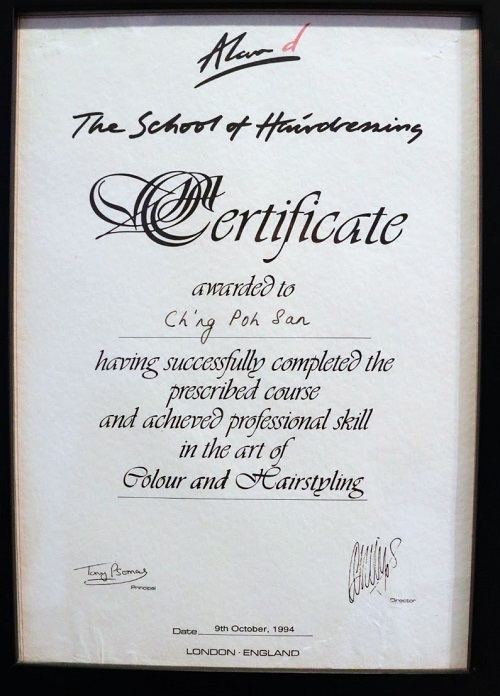 Alan d
The School of Hairdressing
Certificate
awarded to
Ch'ng Poh San
having successfully completed the
prescribed course
and achieved professional skill
in the art of
Colour and Hairstyling
Principal
Director
Date 9th October, 1994
LONDON · ENGLAND